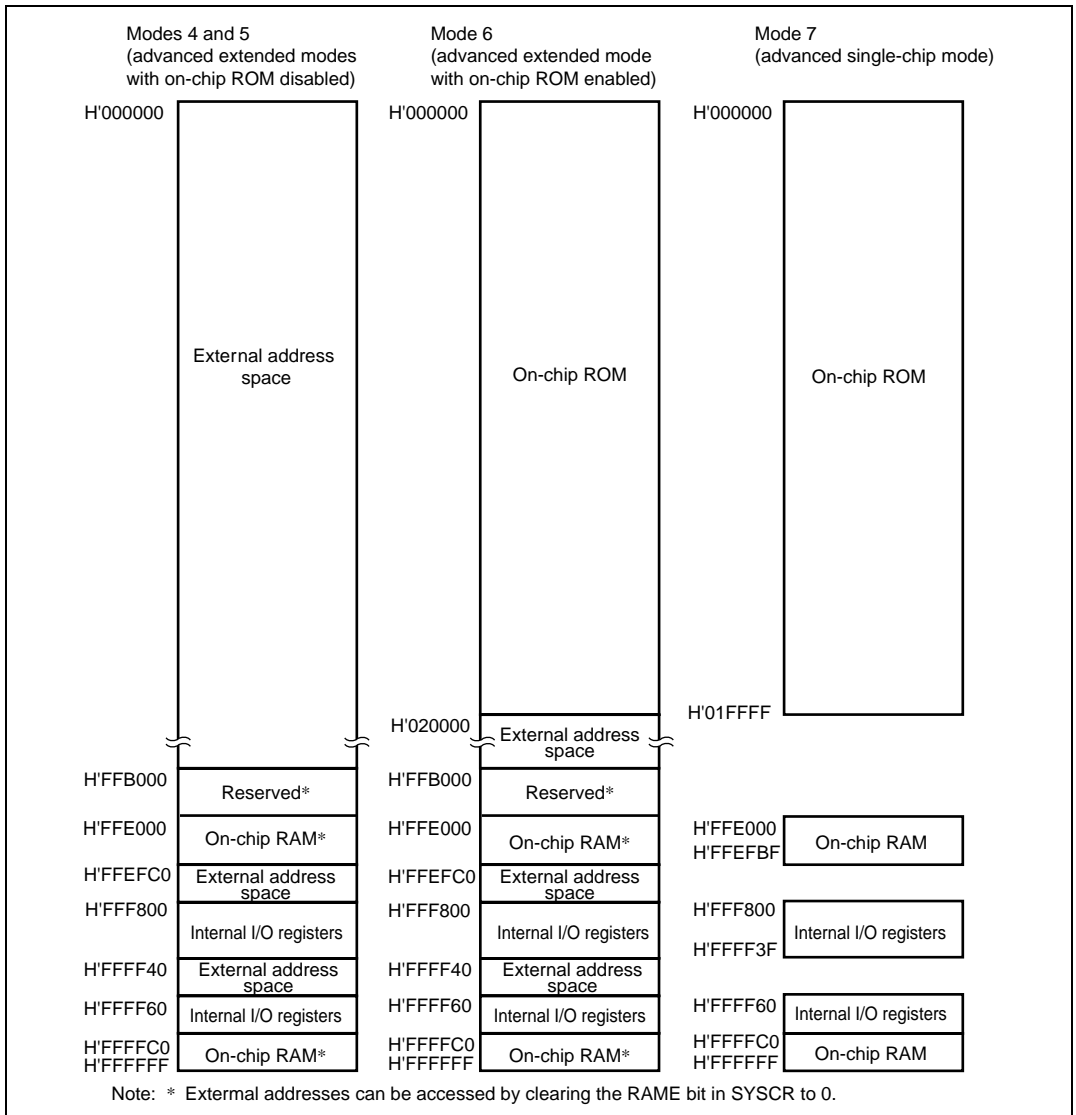 Modes 4 and 5
(advanced extended modes
with on-chip ROM disabled)
H'000000
External address
space
H'FFB000
Reserved*
H'FFE000
On-chip RAM*
H'FFEFC0
External address
space
H'FFF800
Internal I/O registers
H'FFFF40
External address
space
H'FFFF60
Internal I/O registers
H'FFFFC0
On-chip RAM*
H'FFFFFF
Mode 6
(advanced extended mode
with on-chip ROM enabled)
H'000000
On-chip ROM
H'020000
External address
space
H'FFB000
Reserved*
H'FFE000
On-chip RAM*
H'FFEFC0
External address
space
H'FFF800
Internal I/O registers
H'FFFF40
External address
space
H'FFFF60
Internal I/O registers
H'FFFFC0
On-chip RAM*
H'FFFFFF
Mode 7
(advanced single-chip mode)
H'000000
On-chip ROM
H'01FFFF
H'FFE000
On-chip RAM
H'FFEFBF
H'FFF800
Internal I/O registers
H'FFFF3F
H'FFFF60
Internal I/O registers
H'FFFFC0
On-chip RAM
H'FFFFFF
Note: * Extermal addresses can be accessed by clearing the RAME bit in SYSCR to 0.